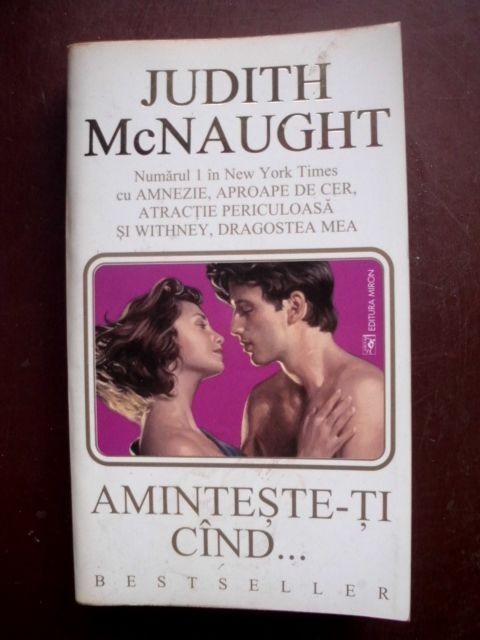 JUDITH
McNAUGHT
Numărul 1 în New York Times
cu AMNEZIE, APROAPE DE CER,
ATRACȚIE PERICULOASĂ
ȘI WITHNEY, DRAGOSTEA MEA
EDITURA MIRON
AMINTEȘTE-ȚI
CÎND...
BESTSELLER